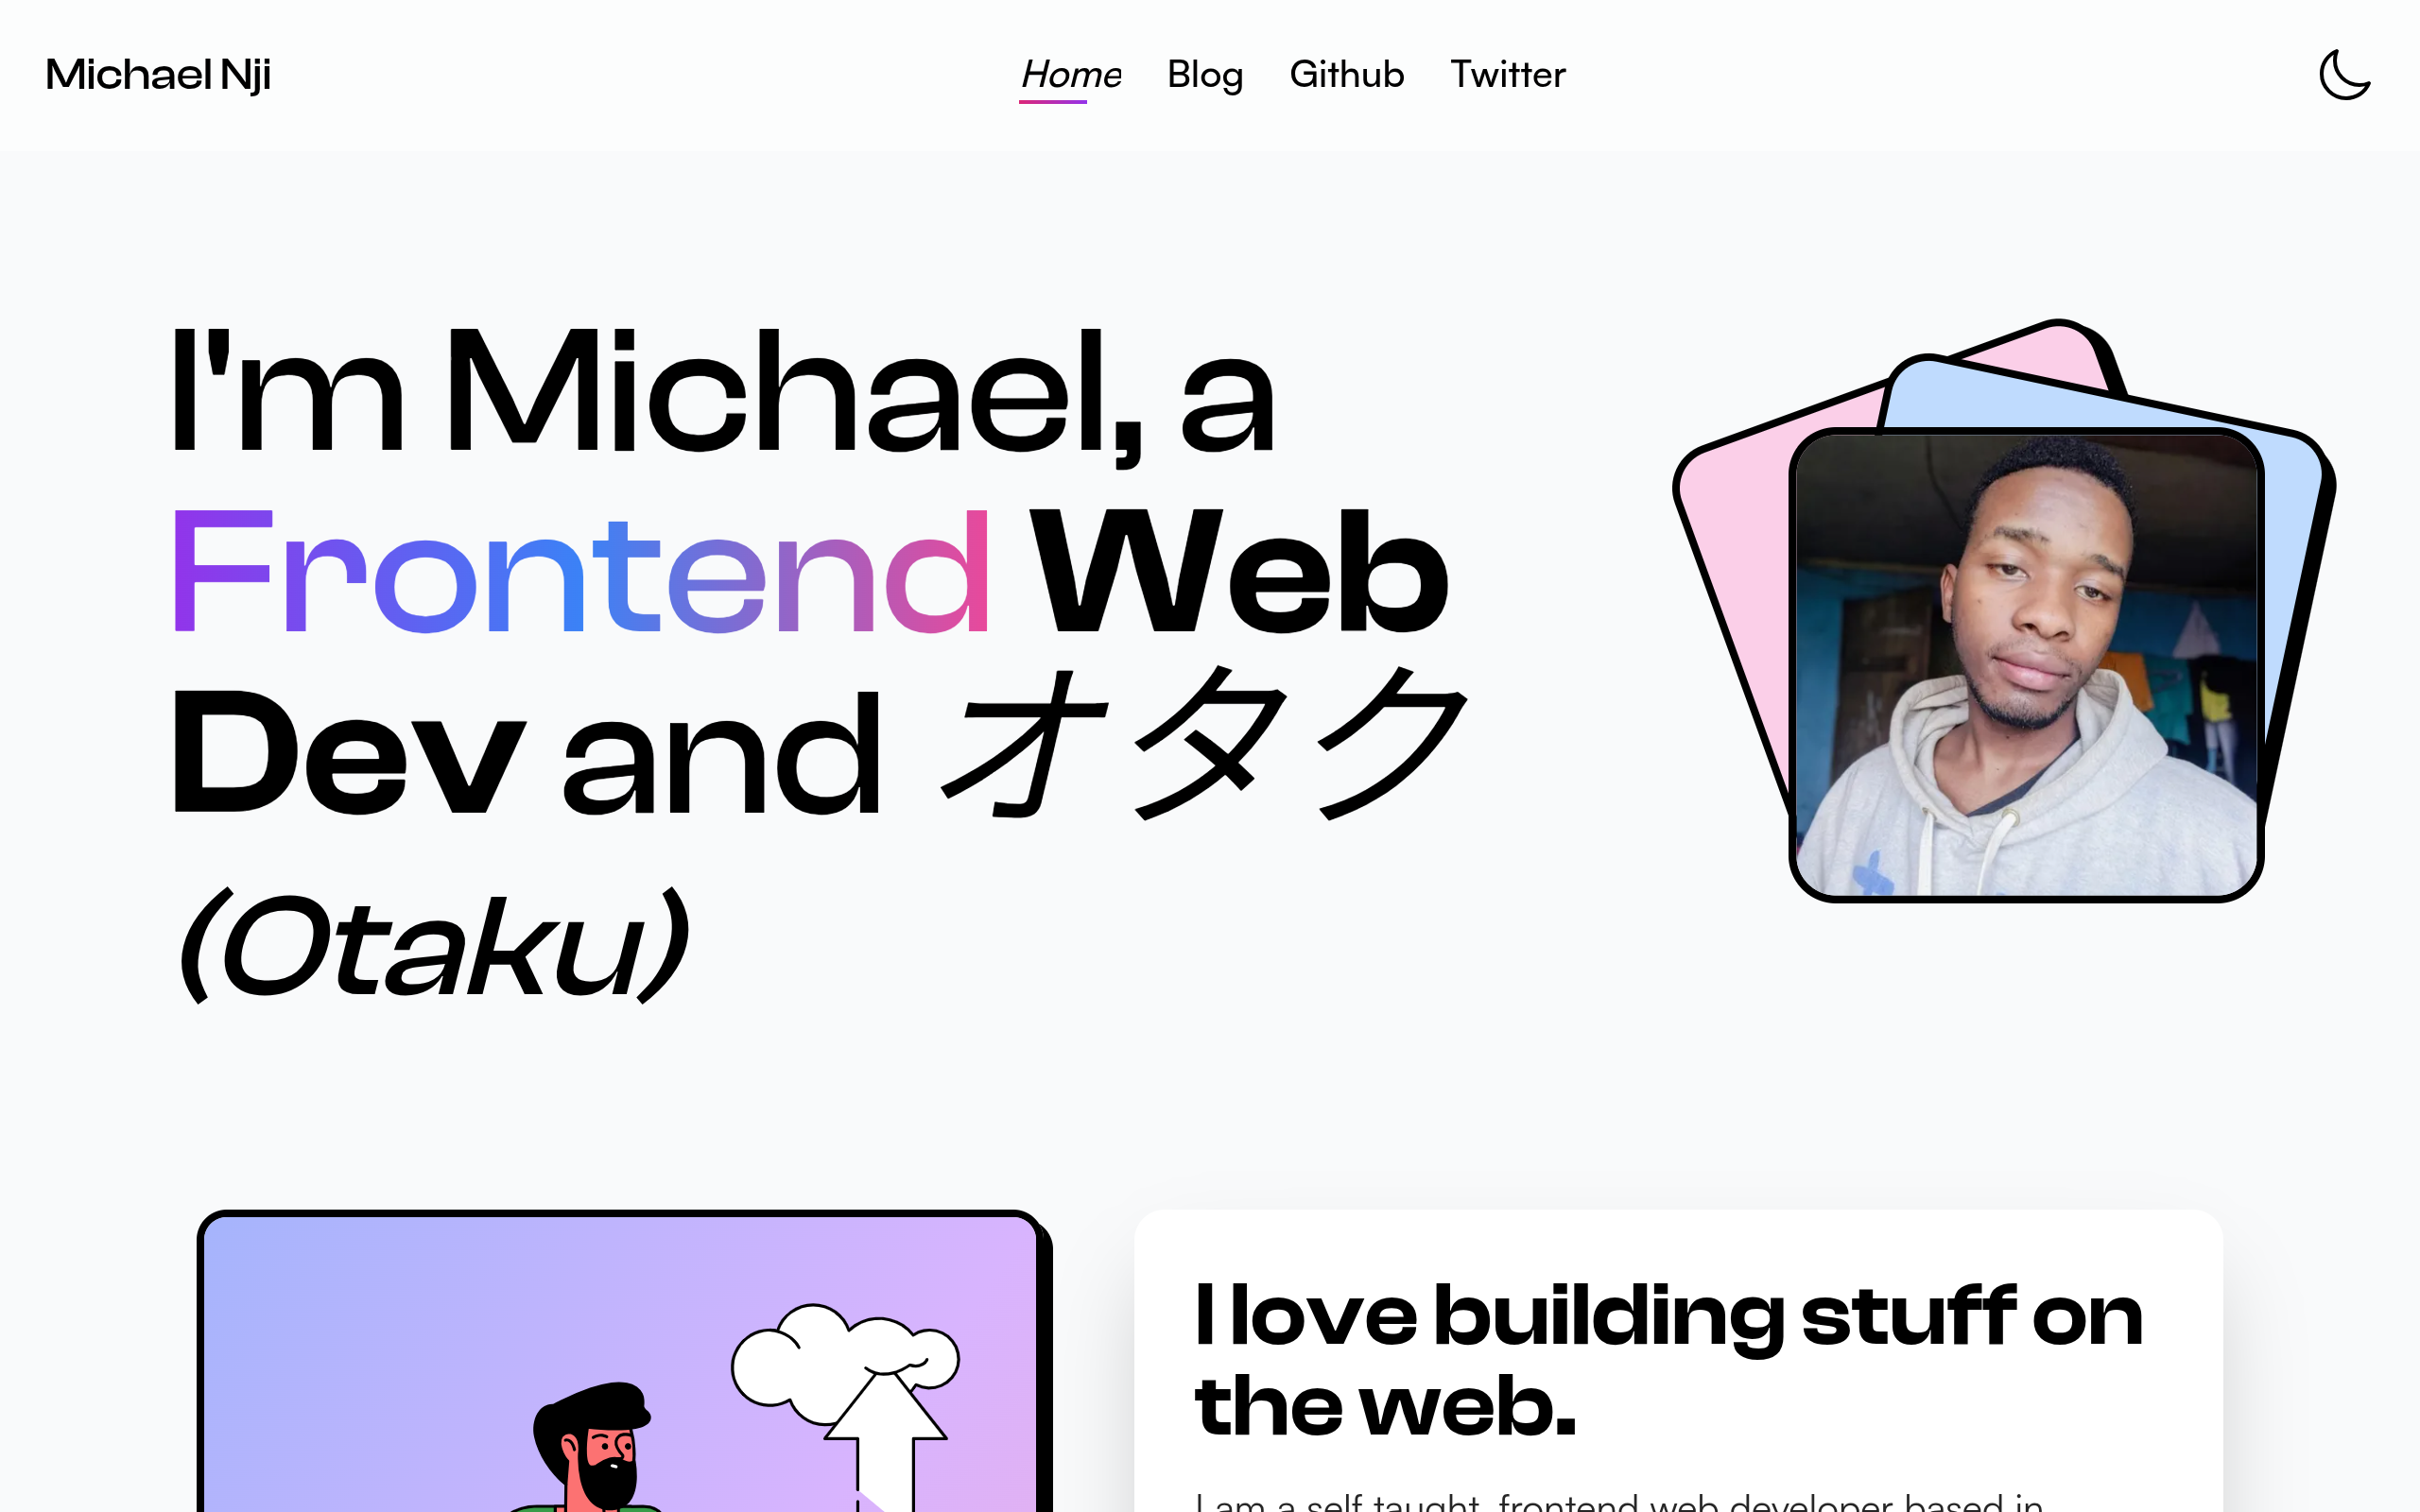 Michael Nji
Home Blog Github Twitter
I'm Michael, a
Frontend Web
Dev and オタク
(Otaku)
I love building stuff on
the web.
I am a self taught, frontend web developer based in